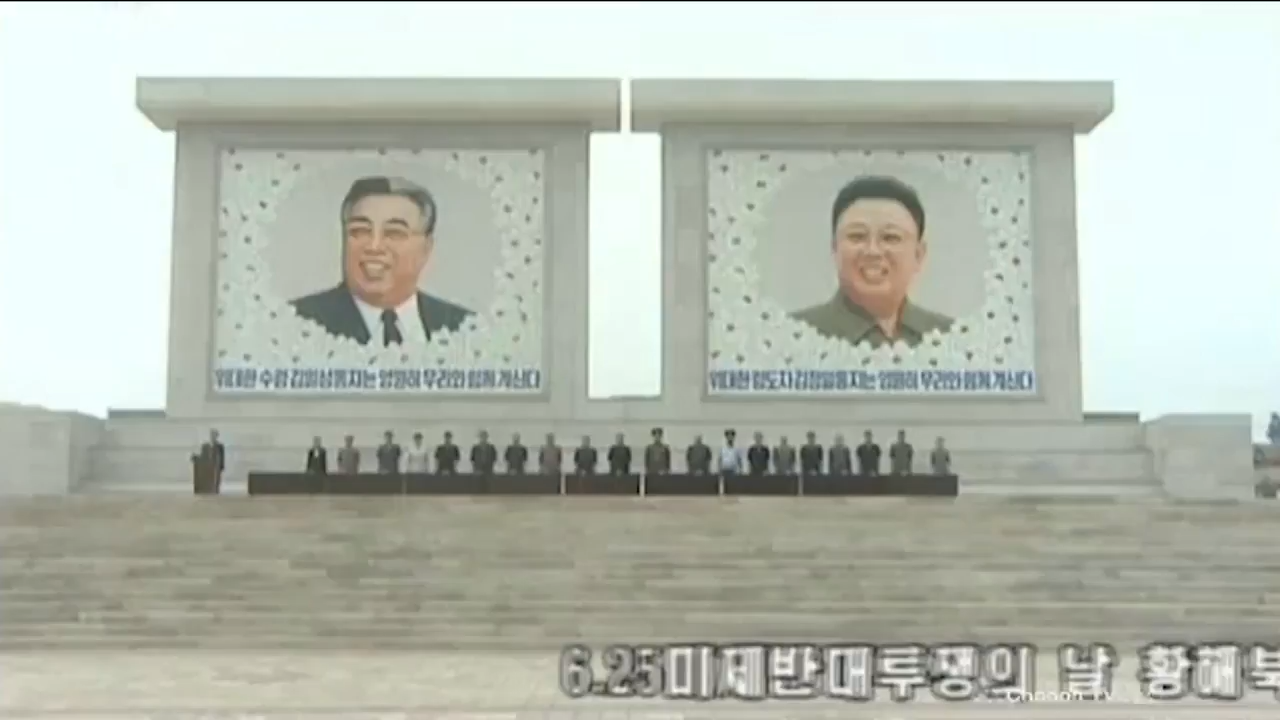 위대한 수령 김일성동지는 영원히 우리와 함께 계신다
위대한 령도자 김정일동지는 영원히 우리와 함께 계신다
6.25미제반대투쟁의 날 황해북
Chosun TV